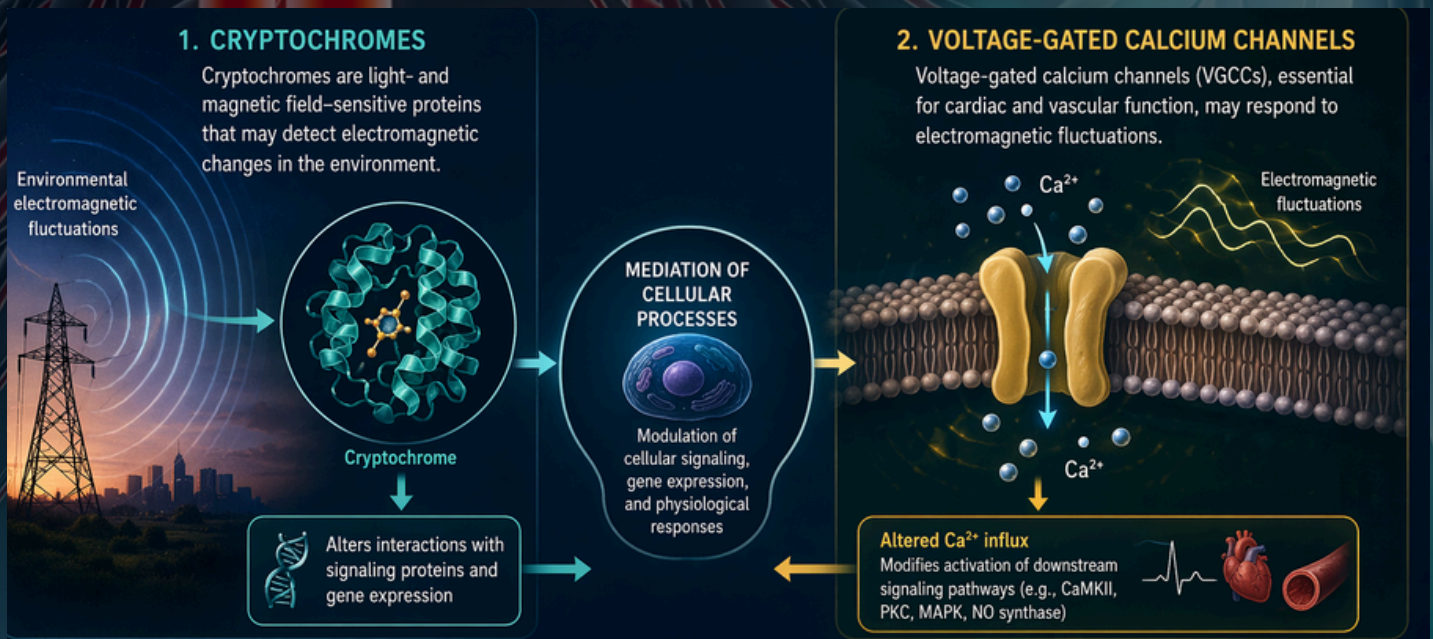 1. CRYPTOCHROMES
Cryptochromes are light- and
magnetic field–sensitive proteins
that may detect electromagnetic
changes in the environment.
Environmental
electromagnetic
fluctuations
Cryptochrome
Alters interactions with
signaling proteins and
gene expression
MEDIATION OF
CELLULAR
PROCESSES
Modulation of
cellular signaling,
gene expression,
and physiological
responses
2. VOLTAGE-GATED CALCIUM CHANNELS
Voltage-gated calcium channels (VGCCs), essential
for cardiac and vascular function, may respond to
electromagnetic fluctuations.
Ca²⁺
Electromagnetic
fluctuations
Ca²⁺
Altered Ca²⁺ influx
Modifies activation of downstream
signaling pathways (e.g., CaMKII,
PKC, MAPK, NO synthase)